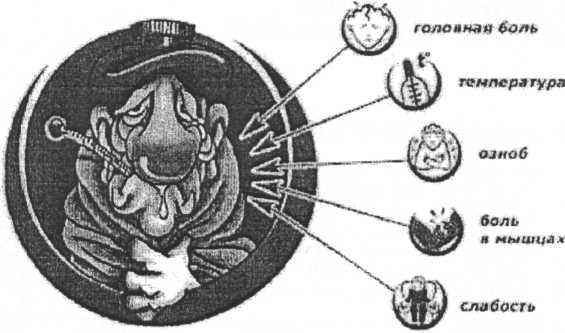 головная боль
t°
температура
озноб
боль
в мышцах
слабость